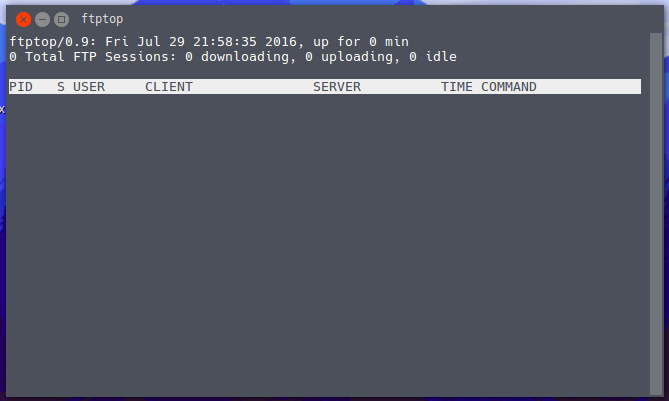 ftptop
ftptop/0.9: Fri Jul 29 21:58:35 2016, up for 0 min
0 Total FTP Sessions: 0 downloading, 0 uploading, 0 idle
PID S USER CLIENT SERVER TIME COMMAND
x